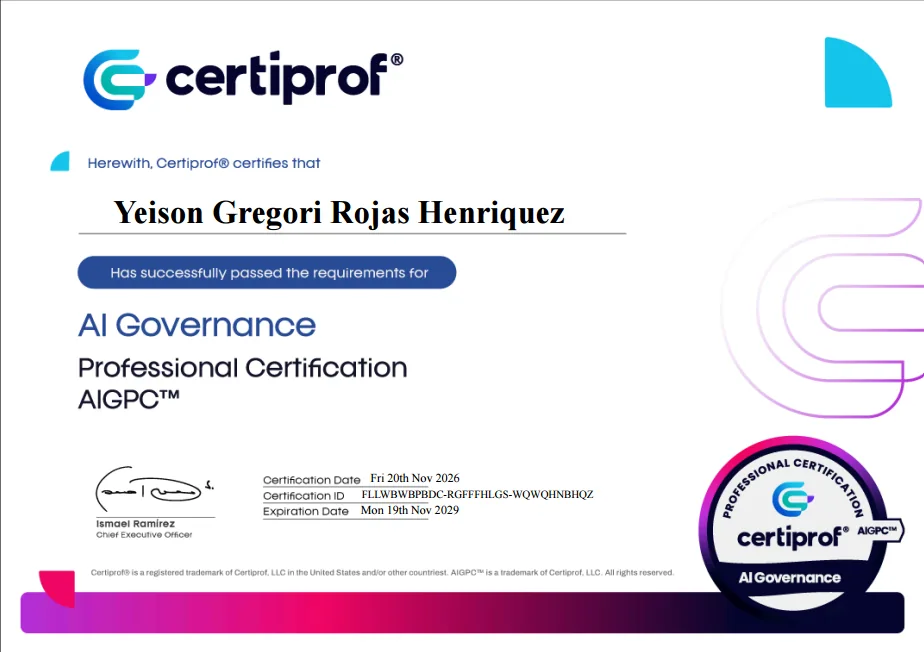 certiprof®
Herewith, Certiprof® certifies that
Yeison Gregori Rojas Henriquez
Has successfully passed the requirements for
AI Governance
Professional Certification
AIGPC™
Ismael Ramírez
Chief Executive Officer
Certification Date Fri 20th Nov 2026
Certification ID FLLWBWBPBDC-RGFFFHLGS-WQWQHNBHQZ
Expiration Date Mon 19th Nov 2029
PROFESSIONAL CERTIFICATION
certiprof®
AIGPC™
AI Governance
Certiprof® is a registered trademark of Certiprof, LLC in the United States and/or other countriest. AIGPC™ is a trademark of Certiprof, LLC. All rights reserved.